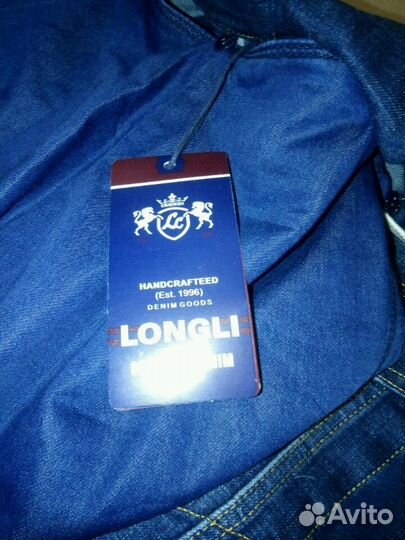 LC
HANDCRAFTEED
(Est. 1996)
DENIM GOODS
LONGLI
Avito